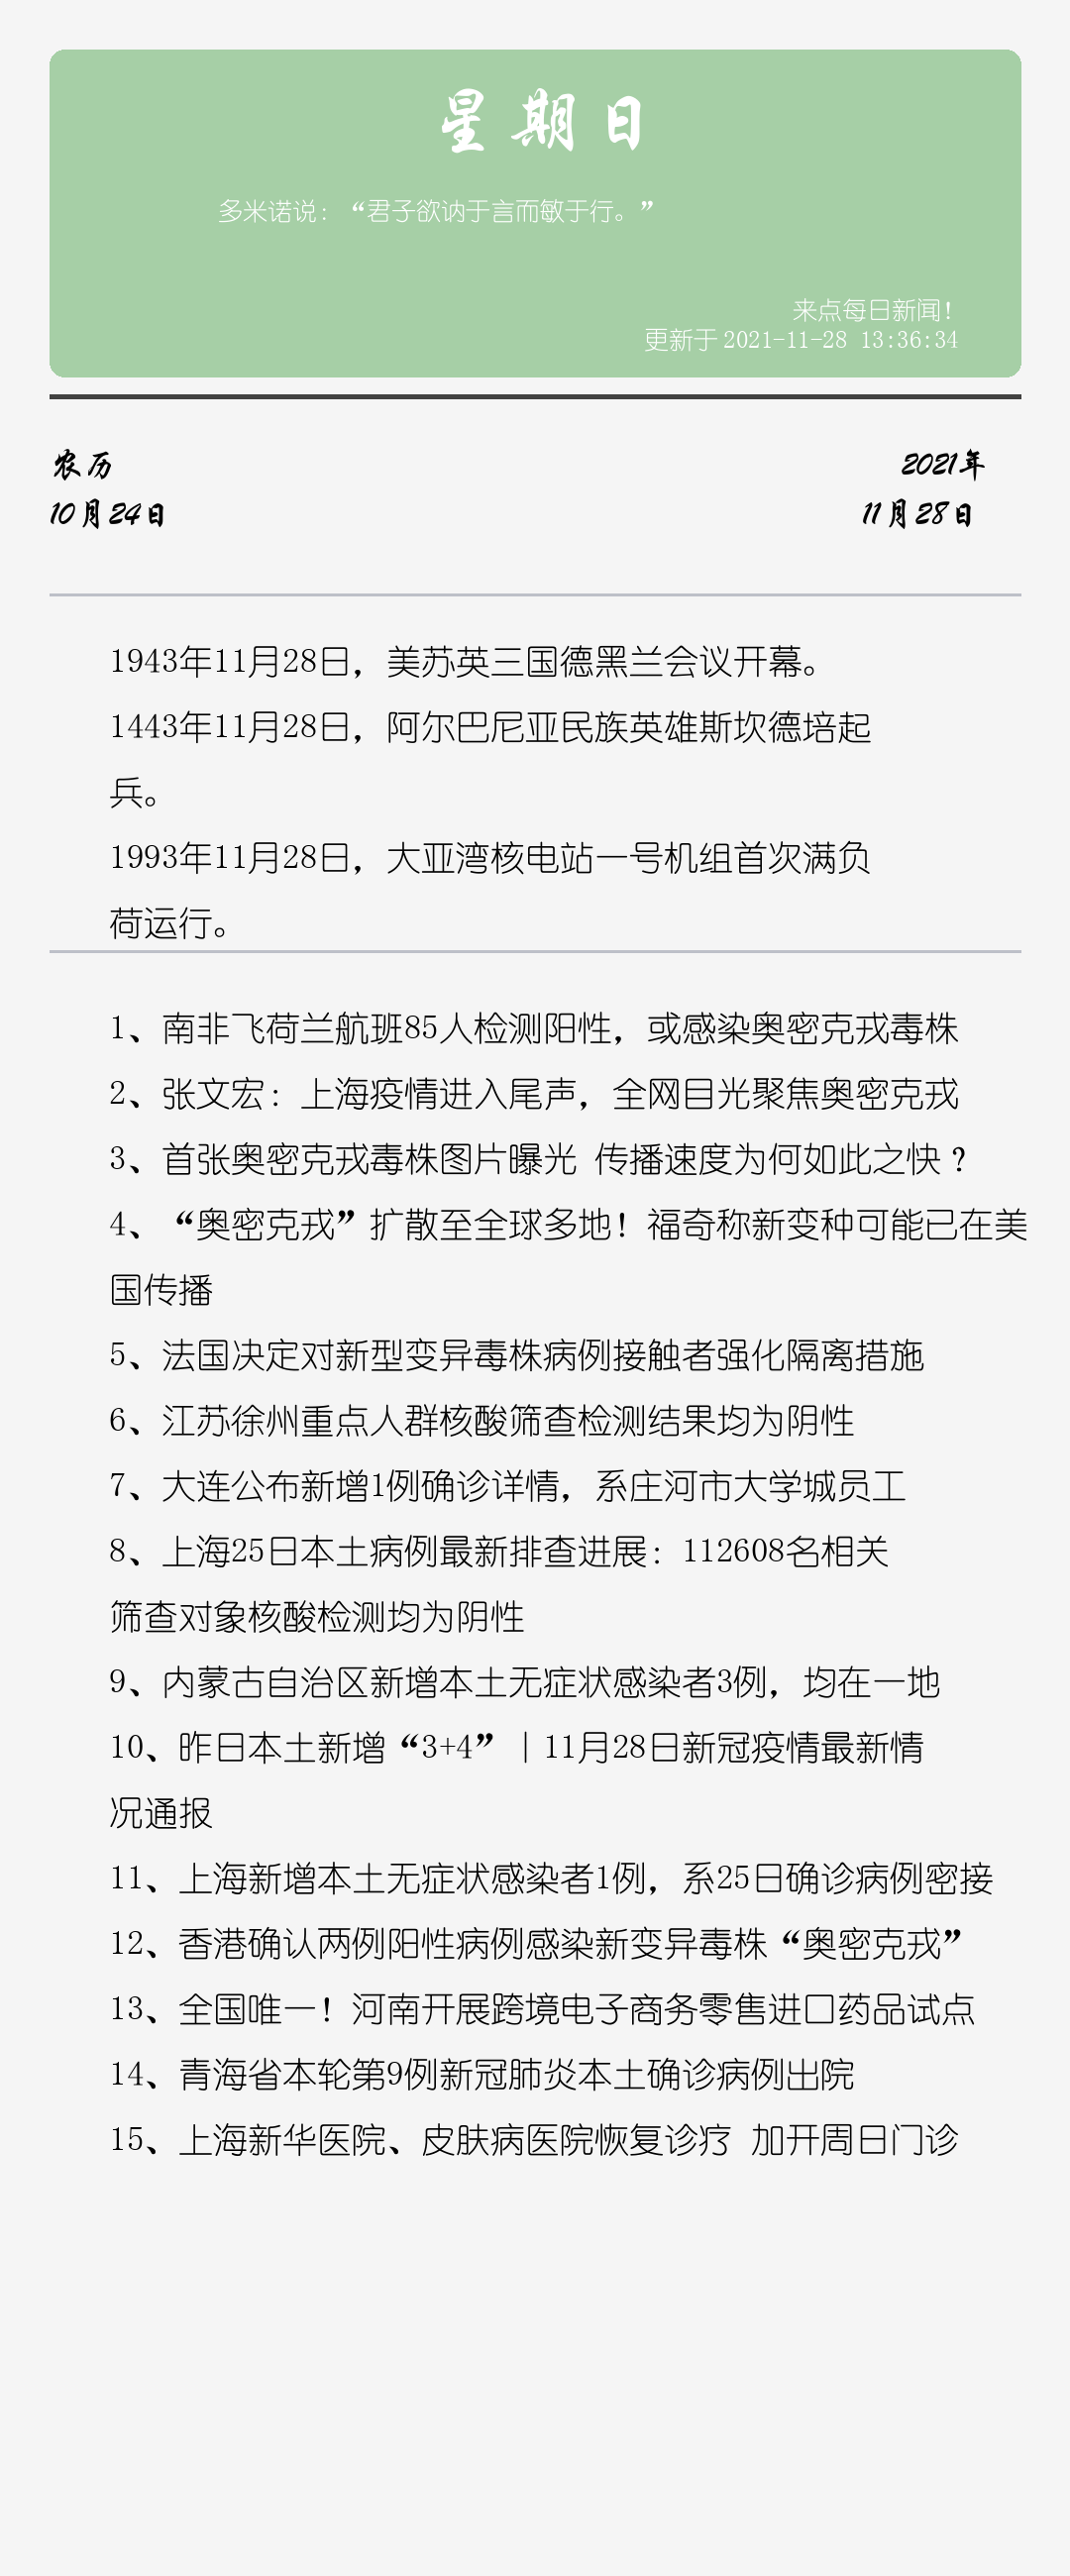 星期日
多米诺说：“君子欲讷于言而敏于行。”
来点每日新闻！
更新于 2021-11-28 13:36:34
农历
2021年
10月24日
11月28日
1943年11月28日，美苏英三国德黑兰会议开幕。
1443年11月28日，阿尔巴尼亚民族英雄斯坎德培起
兵。
1993年11月28日，大亚湾核电站一号机组首次满负
荷运行。
1、南非飞荷兰航班85人检测阳性，或感染奥密克戎毒株
2、张文宏：上海疫情进入尾声，全网目光聚焦奥密克戎
3、首张奥密克戎毒株图片曝光 传播速度为何如此之快？
4、“奥密克戎”扩散至全球多地！福奇称新变种可能已在美
国传播
5、法国决定对新型变异毒株病例接触者强化隔离措施
6、江苏徐州重点人群核酸筛查检测结果均为阴性
7、大连公布新增1例确诊详情，系庄河市大学城员工
8、上海25日本土病例最新排查进展：112608名相关
筛查对象核酸检测均为阴性
9、内蒙古自治区新增本土无症状感染者3例，均在一地
10、昨日本土新增“3+4”｜11月28日新冠疫情最新情
况通报
11、上海新增本土无症状感染者1例，系25日确诊病例密接
12、香港确认两例阳性病例感染新变异毒株“奥密克戎”
13、全国唯一！河南开展跨境电子商务零售进口药品试点
14、青海省本轮第9例新冠肺炎本土确诊病例出院
15、上海新华医院、皮肤病医院恢复诊疗 加开周日门诊